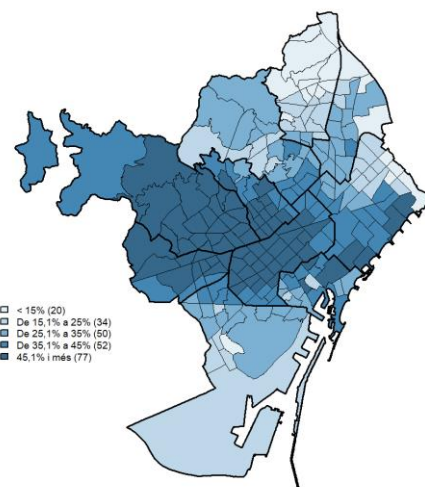 < 15% (20)
De 15,1% a 25% (34)
De 25,1% a 35% (50)
De 35,1% a 45% (52)
45,1% i més (77)